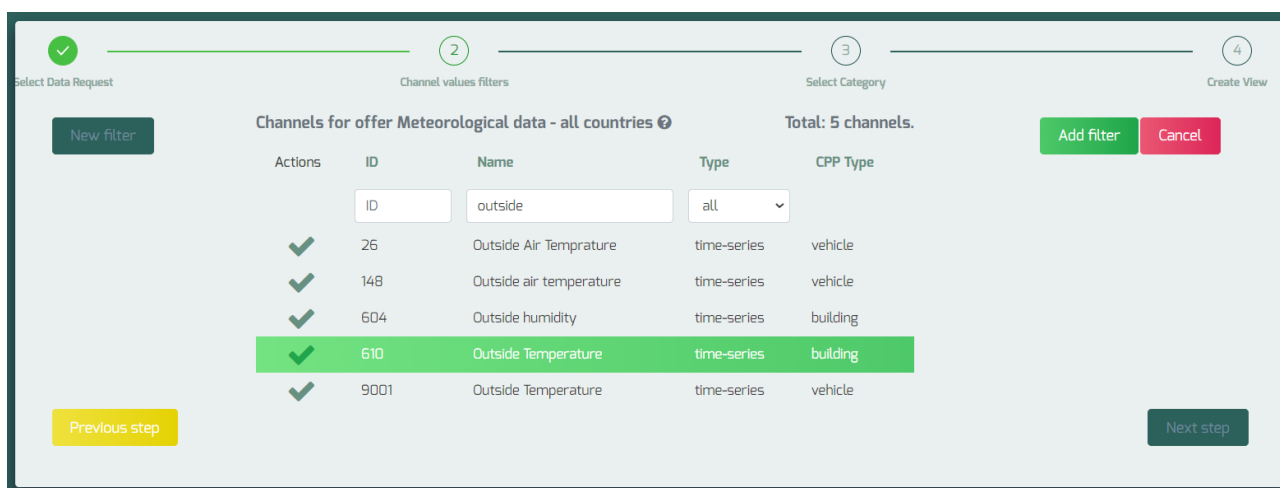 2
3
4
Select Data Request
Channel values filters
Select Category
Create View
New filter
Channels for offer Meteorological data - all countries ?
Total: 5 channels.
Add filter
Cancel
Actions ID Name Type CPP Type
ID outside all
26 Outside Air Temprature time-series vehicle
148 Outside air temperature time-series vehicle
604 Outside humidity time-series building
610 Outside Temperature time-series building
9001 Outside Temperature time-series vehicle
Previous step
Next step